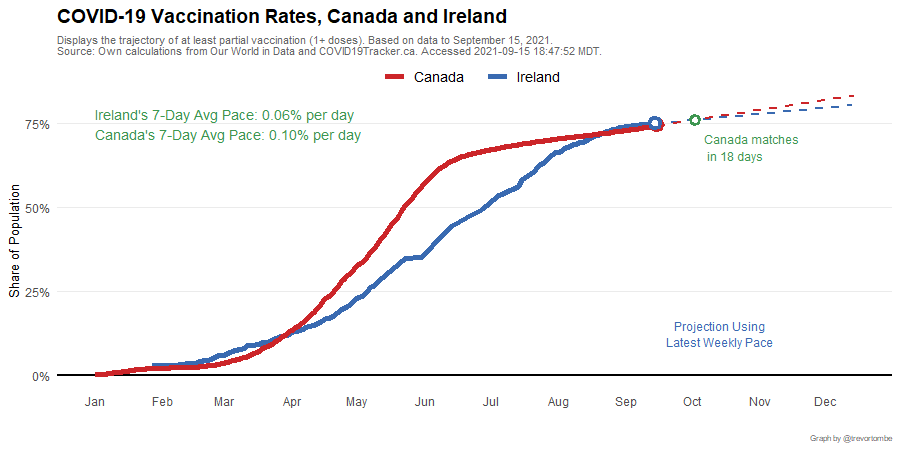 COVID-19 Vaccination Rates, Canada and Ireland
Displays the trajectory of at least partial vaccination (1+ doses). Based on data to September 15, 2021.
Source: Own calculations from Our World in Data and COVID19Tracker.ca. Accessed 2021-09-15 18:47:52 MDT.
Canada Ireland
Ireland's 7-Day Avg Pace: 0.06% per day
Canada's 7-Day Avg Pace: 0.10% per day
75%
Canada matches
in 18 days
50%
Share of Population
25%
Projection Using
Latest Weekly Pace
0%
Jan Feb Mar Apr May Jun Jul Aug Sep Oct Nov Dec
Graph by @trevortombe